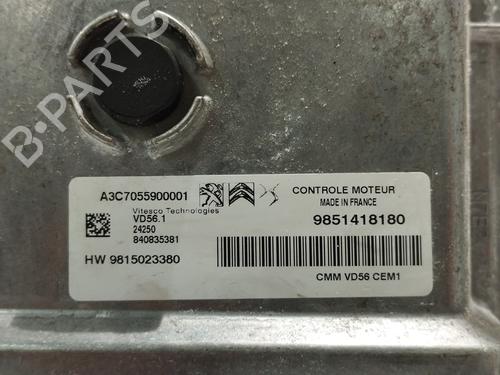 B-PARTS
A3C7055900001
Vitesco Technologies
VD56.1
24250
840835381
HW 9815023380
CONTROLE MOTEUR
MADE IN FRANCE
9851418180
CMM VD56 CEM1